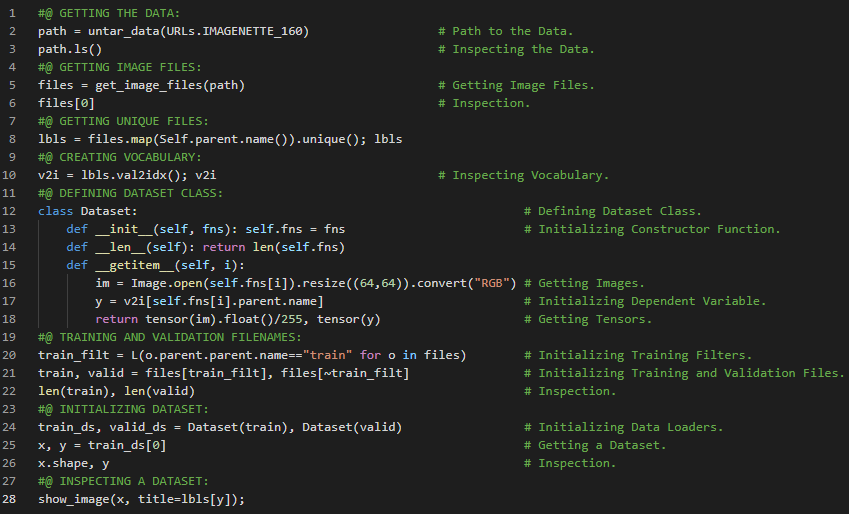 1 #@ GETTING THE DATA:
2 path = untar_data(URLs.IMAGENETTE_160) # Path to the Data.
3 path.ls() # Inspecting the Data.
4 #@ GETTING IMAGE FILES:
5 files = get_image_files(path) # Getting Image Files.
6 files[0] # Inspection.
7 #@ GETTING UNIQUE FILES:
8 lbls = files.map(Self.parent.name()).unique(); lbls
9 #@ CREATING VOCABULARY:
10 v2i = lbls.val2idx(); v2i # Inspecting Vocabulary.
11 #@ DEFINING DATASET CLASS:
12 class Dataset: # Defining Dataset Class.
13 def __init__(self, fns): self.fns = fns # Initializing Constructor Function.
14 def __len__(self): return len(self.fns)
15 def __getitem__(self, i):
16 im = Image.open(self.fns[i]).resize((64,64)).convert("RGB") # Getting Images.
17 y = v2i[self.fns[i].parent.name] # Initializing Dependent Variable.
18 return tensor(im).float()/255, tensor(y) # Getting Tensors.
19 #@ TRAINING AND VALIDATION FILENAMES:
20 train_filt = L(o.parent.parent.name=="train" for o in files) # Initializing Training Filters.
21 train, valid = files[train_filt], files[~train_filt] # Initializing Training and Validation Files.
22 len(train), len(valid) # Inspection.
23 #@ INITIALIZING DATASET:
24 train_ds, valid_ds = Dataset(train), Dataset(valid) # Initializing Data Loaders.
25 x, y = train_ds[0] # Getting a Dataset.
26 x.shape, y # Inspection.
27 #@ INSPECTING A DATASET:
28 show_image(x, title=lbls[y]);